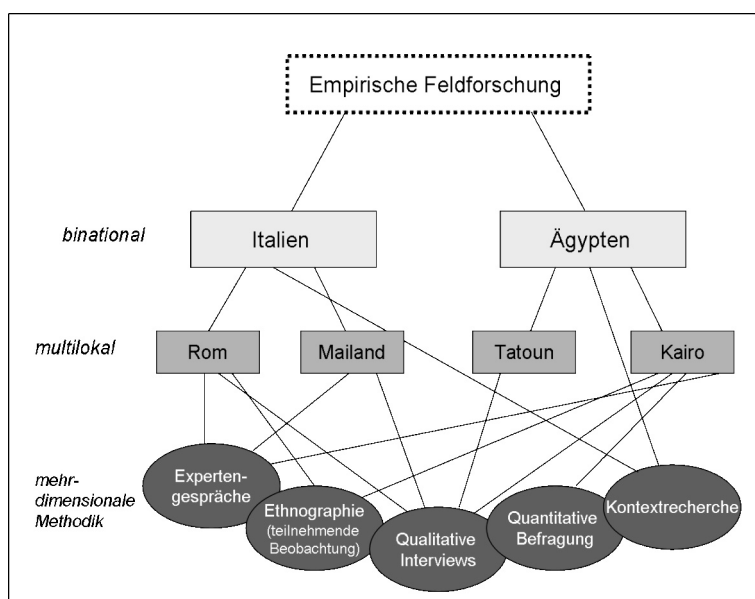 Empirische Feldforschung
binational
Italien
Ägypten
multilokal
Rom
Mailand
Tatoun
Kairo
mehr-
dimensionale
Methodik
Experten-
gespräche
Ethnographie
(teilnehmende
Beobachtung)
Qualitative
Interviews
Quantitative
Befragung
Kontextrecherche